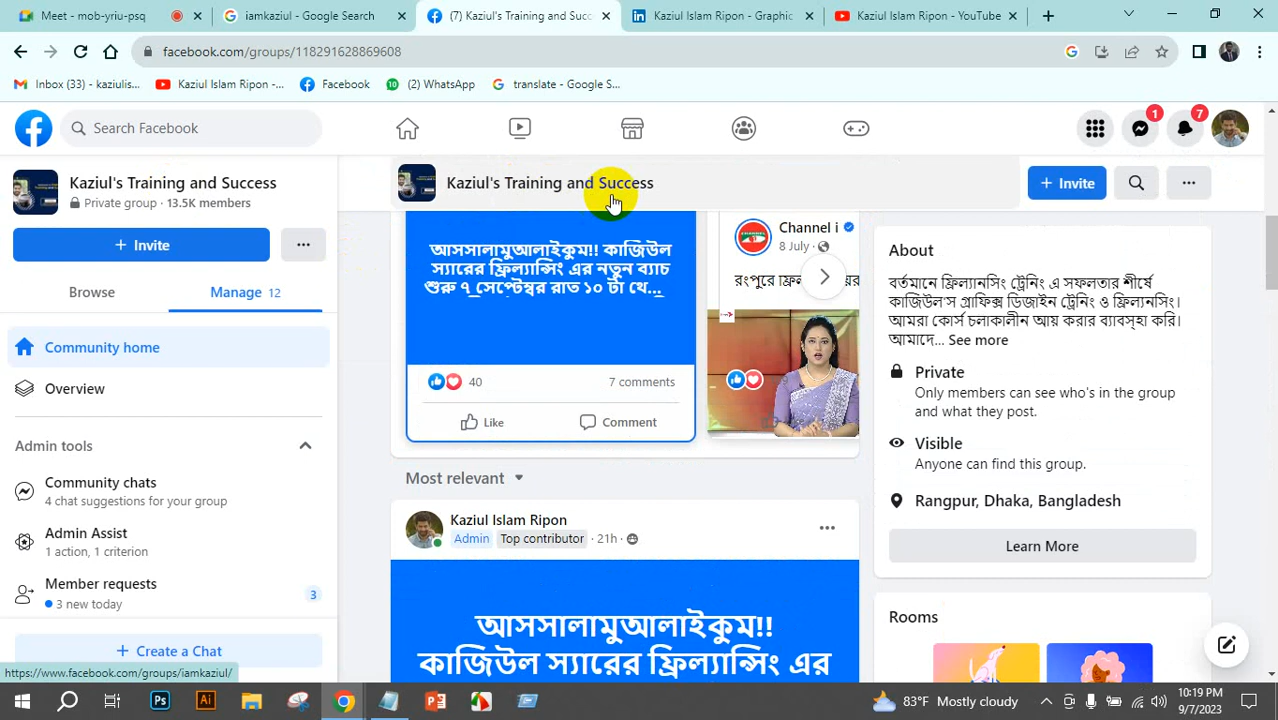 Meet
iamkazul - Google Search
(7) Kaziul's Training and Succ
Kaziul Islam Ripon - Graphic
Kaziul Islam Ripon - YouTube
facebook.com/groups/118291628869608
Inbox (33) - kaziulis...
Kaziul Islam Ripon -...
Facebook
(2) WhatsApp
translate - Google S...
Search Facebook
1
7
Kaziul's Training and Success
Private group · 13.5K members
+ Invite
...
Browse
Manage 12
Community home
Overview
Admin tools
Community chats
4 chat suggestions for your group
Admin Assist
1 action, 1 criterion
Member requests
3 new today
3
+ Create a Chat
https://www.facebook.com/groups/iamkaziul/
Kaziul's Training and Success
+ Invite
...
আসসালামুআলাইকুম!! কাজিউল
স্যারের ফ্রিল্যান্সিং এর নতুন ব্যাচ
শুরু ৭ সেপ্টেম্বর রাত ১০ টা থে...
40
7 comments
Like
Comment
Channel i
8 July ·
Most relevant
Kaziul Islam Ripon
Admin Top contributor · 21h ·
...
আসসালামুআলাইকুম!!
কাজিউল স্যারের ফ্রিল্যান্সিং এর
About
বর্তমানে ফ্রিল্যানসিং ট্রেনিং এ সফলতার শীর্ষে
কাজিউল'স গ্রাফিক্স ডিজাইন ট্রেনিং ও ফ্রিল্যনসিং।
আমরা কোর্স চলাকালীন আয় করার ব্যাবস্হা করি।
আমাদে... See more
Private
Only members can see who's in the group
and what they post.
Visible
Anyone can find this group.
Rangpur, Dhaka, Bangladesh
Learn More
Rooms
Ps
Ai
83°F Mostly cloudy
10:19 PM
9/7/2023